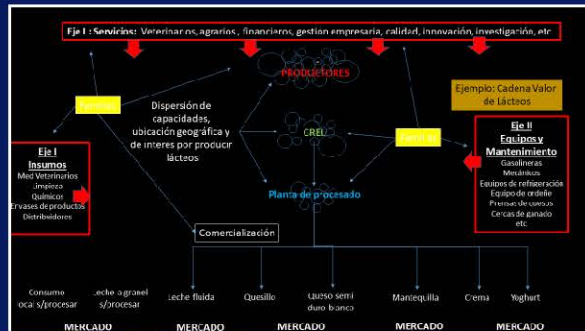 Eje I : Servicios: Veterinarios, agrarios, financieros, gestion empresaria, calidad, innovación, investigación, etc
PRODUCTORES
Ejemplo: Cadena Valor
de Lácteos
Dispersión de
capacidades,
ubicación geográfica y
de interes por producir
lácteos
CREL
Eje I
Insumos
Med Veterinarios
Limpieza
Químicos
Envases de productos
Distribuidores
Eje II
Equipos y
Mantenimiento
Gasolineras
Mecánicos
Equipos de refrigeración
Equipo de ordeñe
Prensas de quesos
Cercas de ganado
etc
Planta de procesado
Comercialización
Consumo
local s/procesar
Leche a granel
s/procesar
Leche fluida
Quesillo
Queso semi
duro blanco
Mantequilla
Crema
Yoghurt
MERCADO
MERCADO
MERCADO
MERCADO
MERCADO